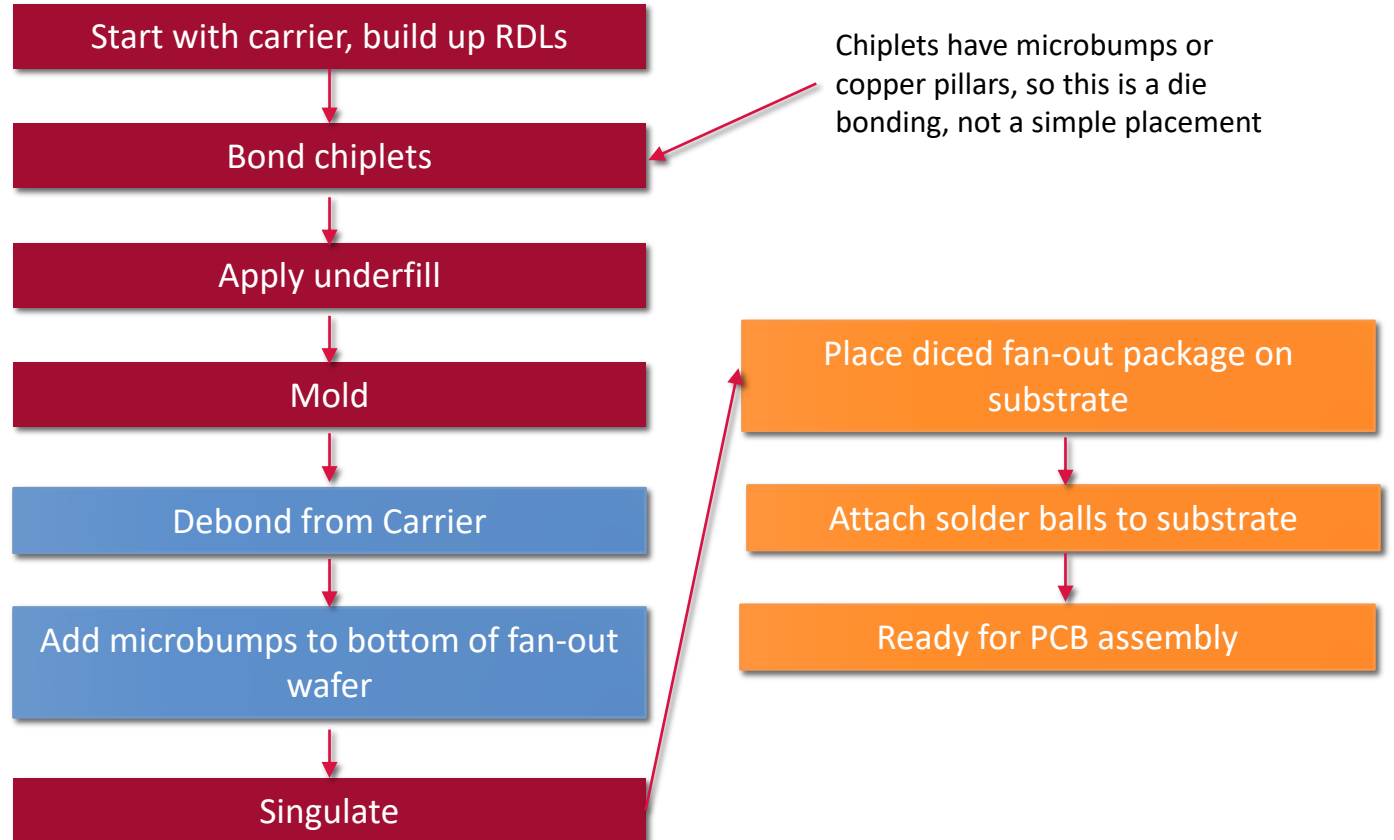 Start with carrier, build up RDLs
Chiplets have microbumps or
copper pillars, so this is a die
bonding, not a simple placement
Bond chiplets
Apply underfill
Mold
Debond from Carrier
Add microbumps to bottom of fan-out
wafer
Singulate
Place diced fan-out package on
substrate
Attach solder balls to substrate
Ready for PCB assembly